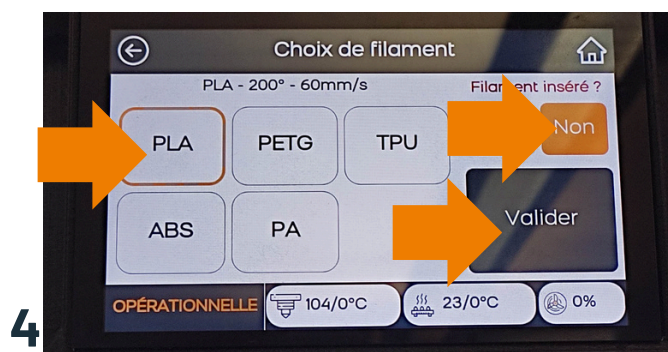 Choix de filament
PLA - 200° - 60mm/s
Filament inséré ?
PLA
PETG
TPU
Non
ABS
PA
Valider
OPÉRATIONNELLE
104/0°C
23/0°C
0%
4